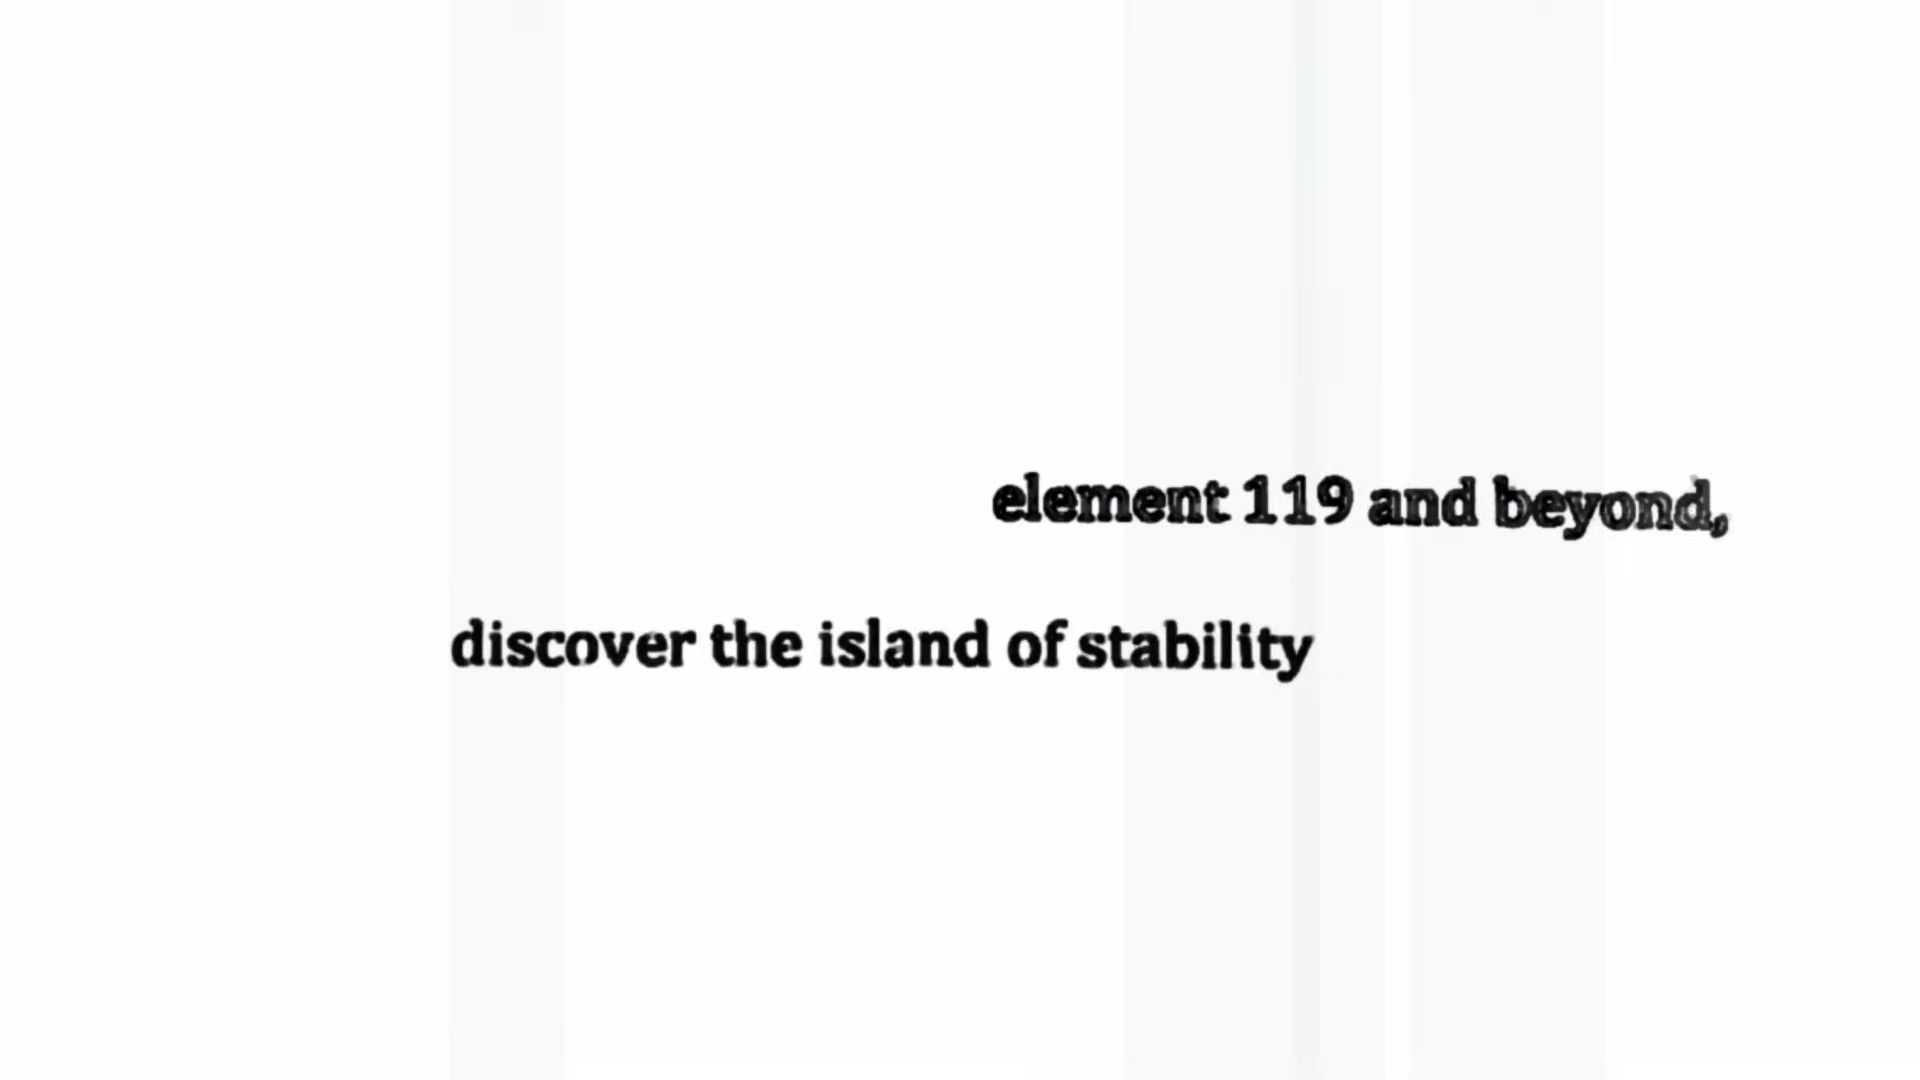 element 119 and beyond,
discover the island of stability